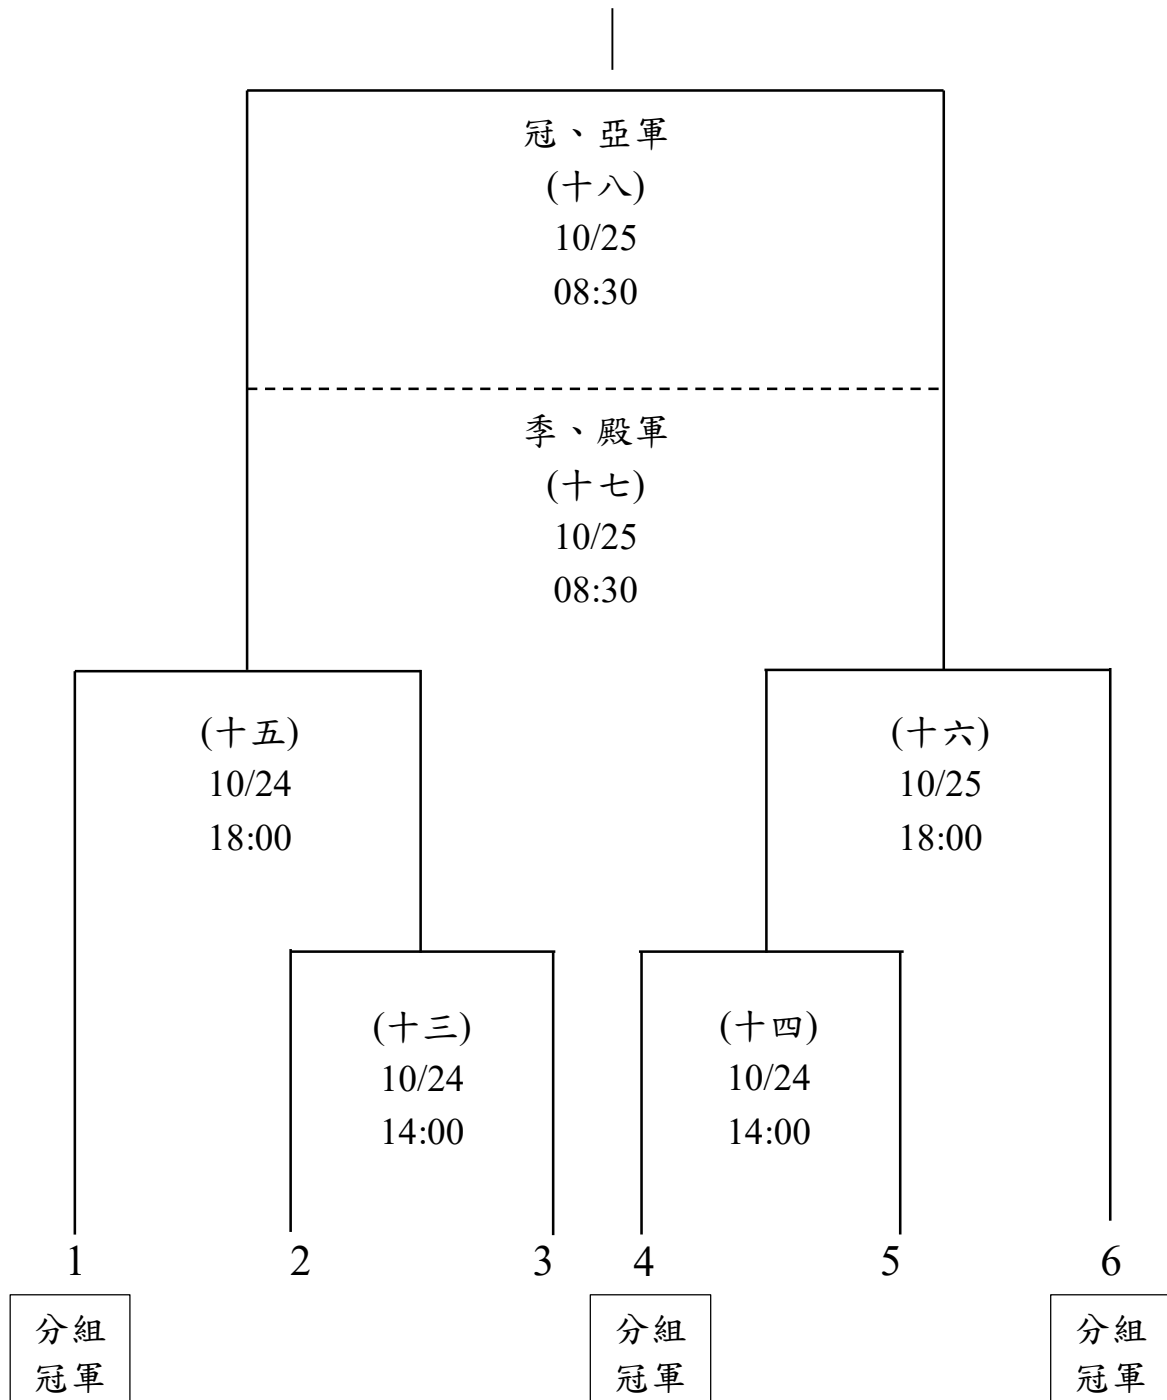 冠、亞軍
(十八)
10/25
08:30
季、殿軍
(十七)
10/25
08:30
(十五)
10/24
18:00
(十六)
10/25
18:00
(十三)
10/24
14:00
(十四)
10/24
14:00
1 2 3 4 5 6
分組
冠軍
分組
冠軍
分組
冠軍